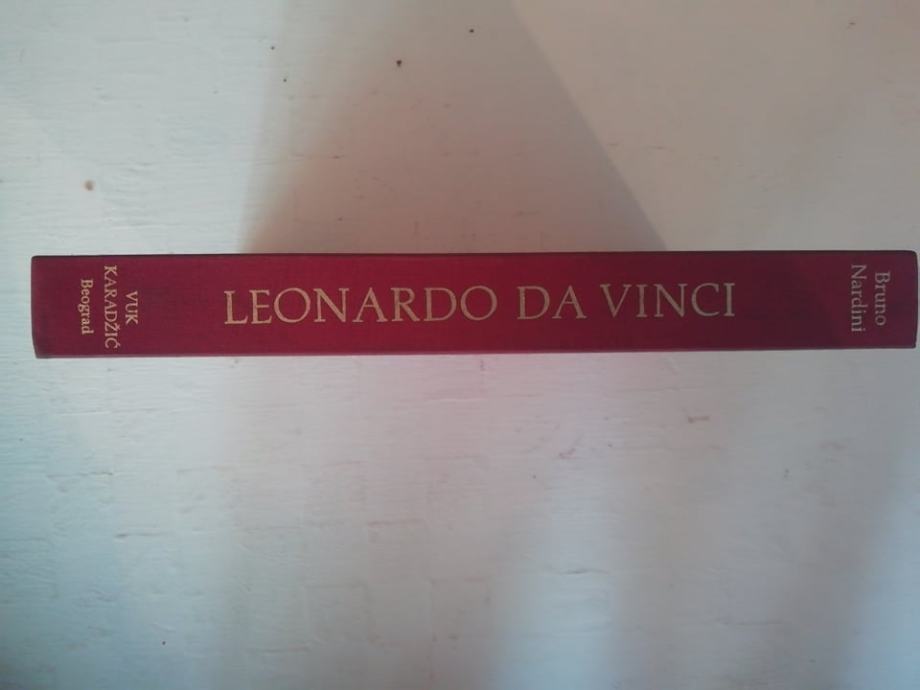 Bruno
Nardini
LEONARDO DA VINCI
VUK
KARADŽIĆ
Beograd